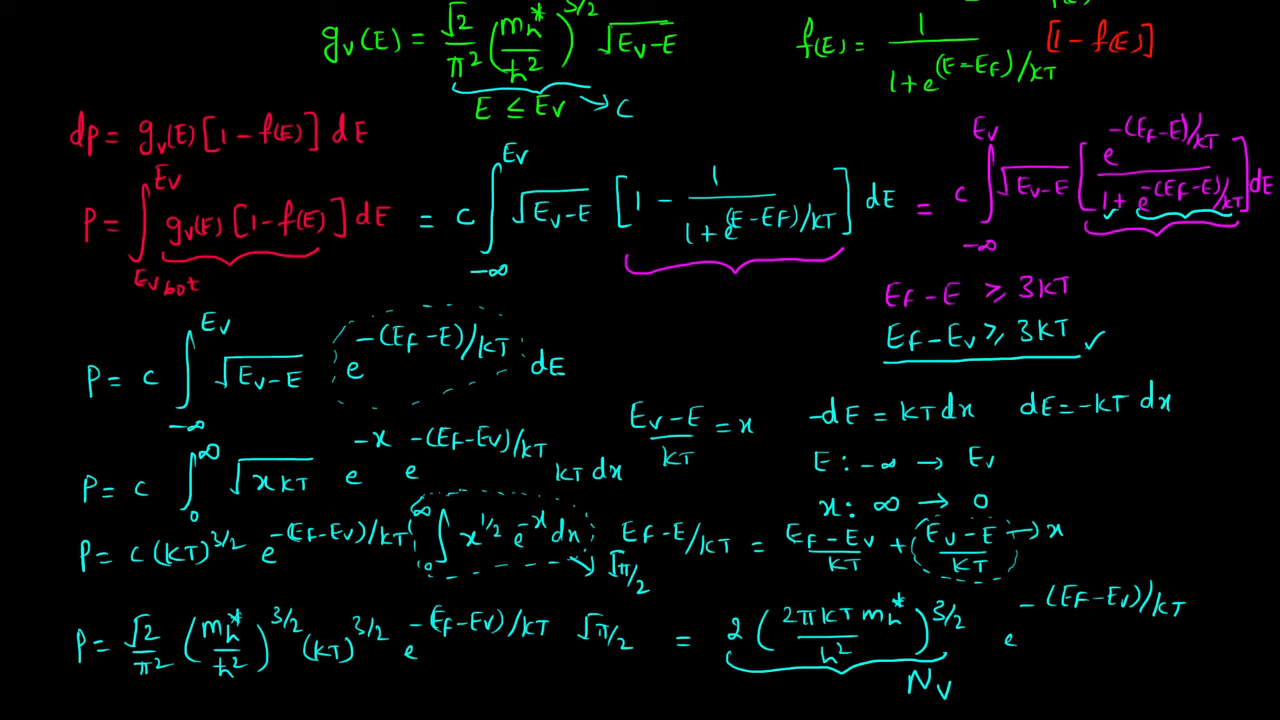 g_v(E) = √2/π² (m_h*/ħ²)^3/2 √(E_v−E)
f(E) = 1/(1+e^(E−E_F)/kT) [1−f(E)]
E ≤ E_v → C
dP = g_v(E) [1−f(E)] dE
P = ∫_{E_v bot}^{E_v} g_v(E) [1−f(E)] dE = C ∫_{−∞}^{E_v} √(E_v−E) [1 − 1/(1+e^(E−E_F)/kT)] dE = C ∫_{−∞}^{E_v} √(E_v−E) [e^−(E_F−E)/kT / (1+e^−(E_F−E)/kT)] dE
E_F−E ≥ 3kT
E_F−E_v ≥ 3kT ✓
P = C ∫_{−∞}^{E_v} √(E_v−E) e^−(E_F−E)/kT dE
(E_v−E)/kT = x
−dE = kT dx
dE = −kT dx
E : −∞ → E_v
x : ∞ → 0
P = C ∫_0^∞ √(x kT) e^−x e^−(E_F−E_v)/kT kT dx
P = C (kT)^3/2 e^−(E_F−E_v)/kT ∫_0^∞ x^1/2 e^−x dx → √π/2
E_F−E/kT = (E_F−E_v)/kT + (E_v−E)/kT → x
P = √2/π² (m_h*/ħ²)^3/2 (kT)^3/2 e^−(E_F−E_v)/kT √π/2 = 2 (2πkT m_h*/h²)^3/2 e^−(E_F−E_v)/kT
N_v